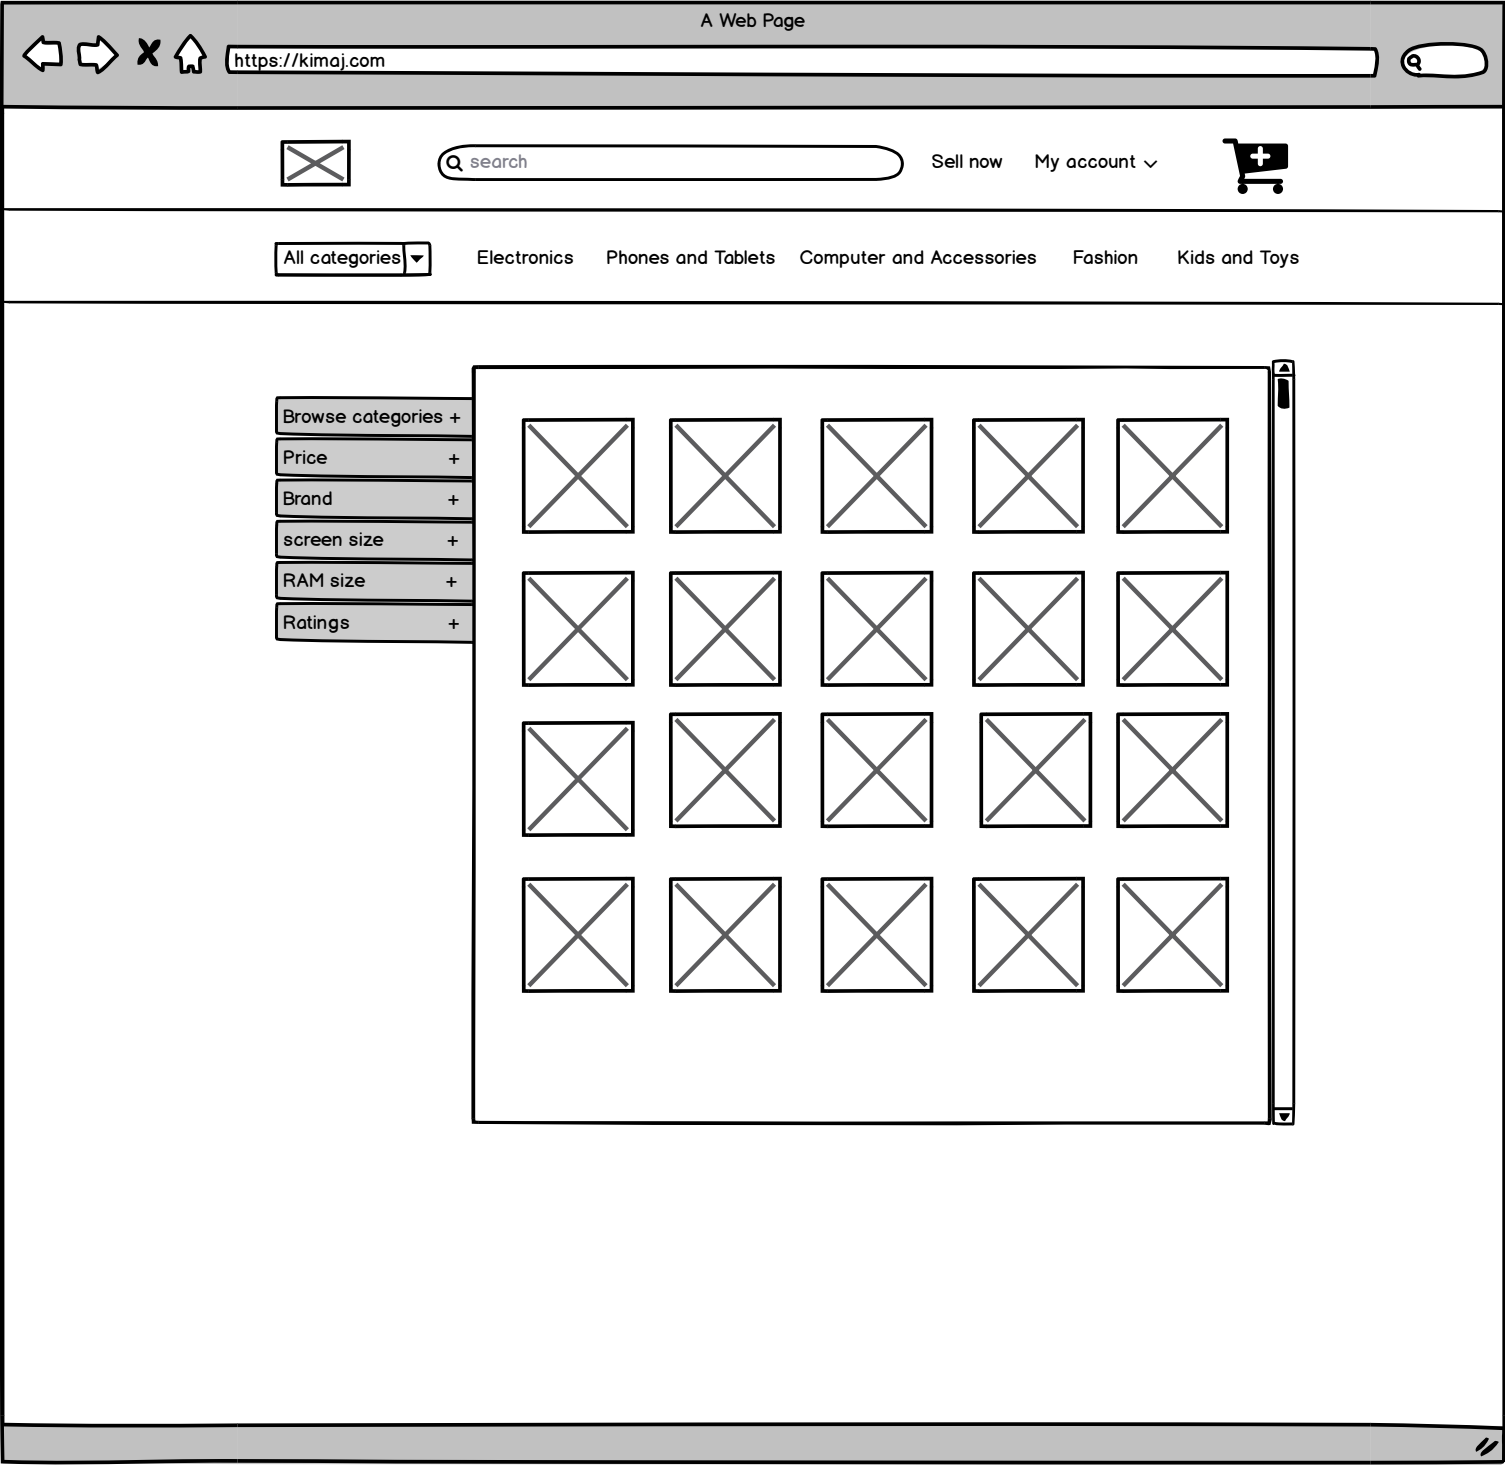 A Web Page
https://kimaj.com
search
Sell now
My account
All categories
Electronics
Phones and Tablets
Computer and Accessories
Fashion
Kids and Toys
Browse categories +
Price +
Brand +
screen size +
RAM size +
Ratings +